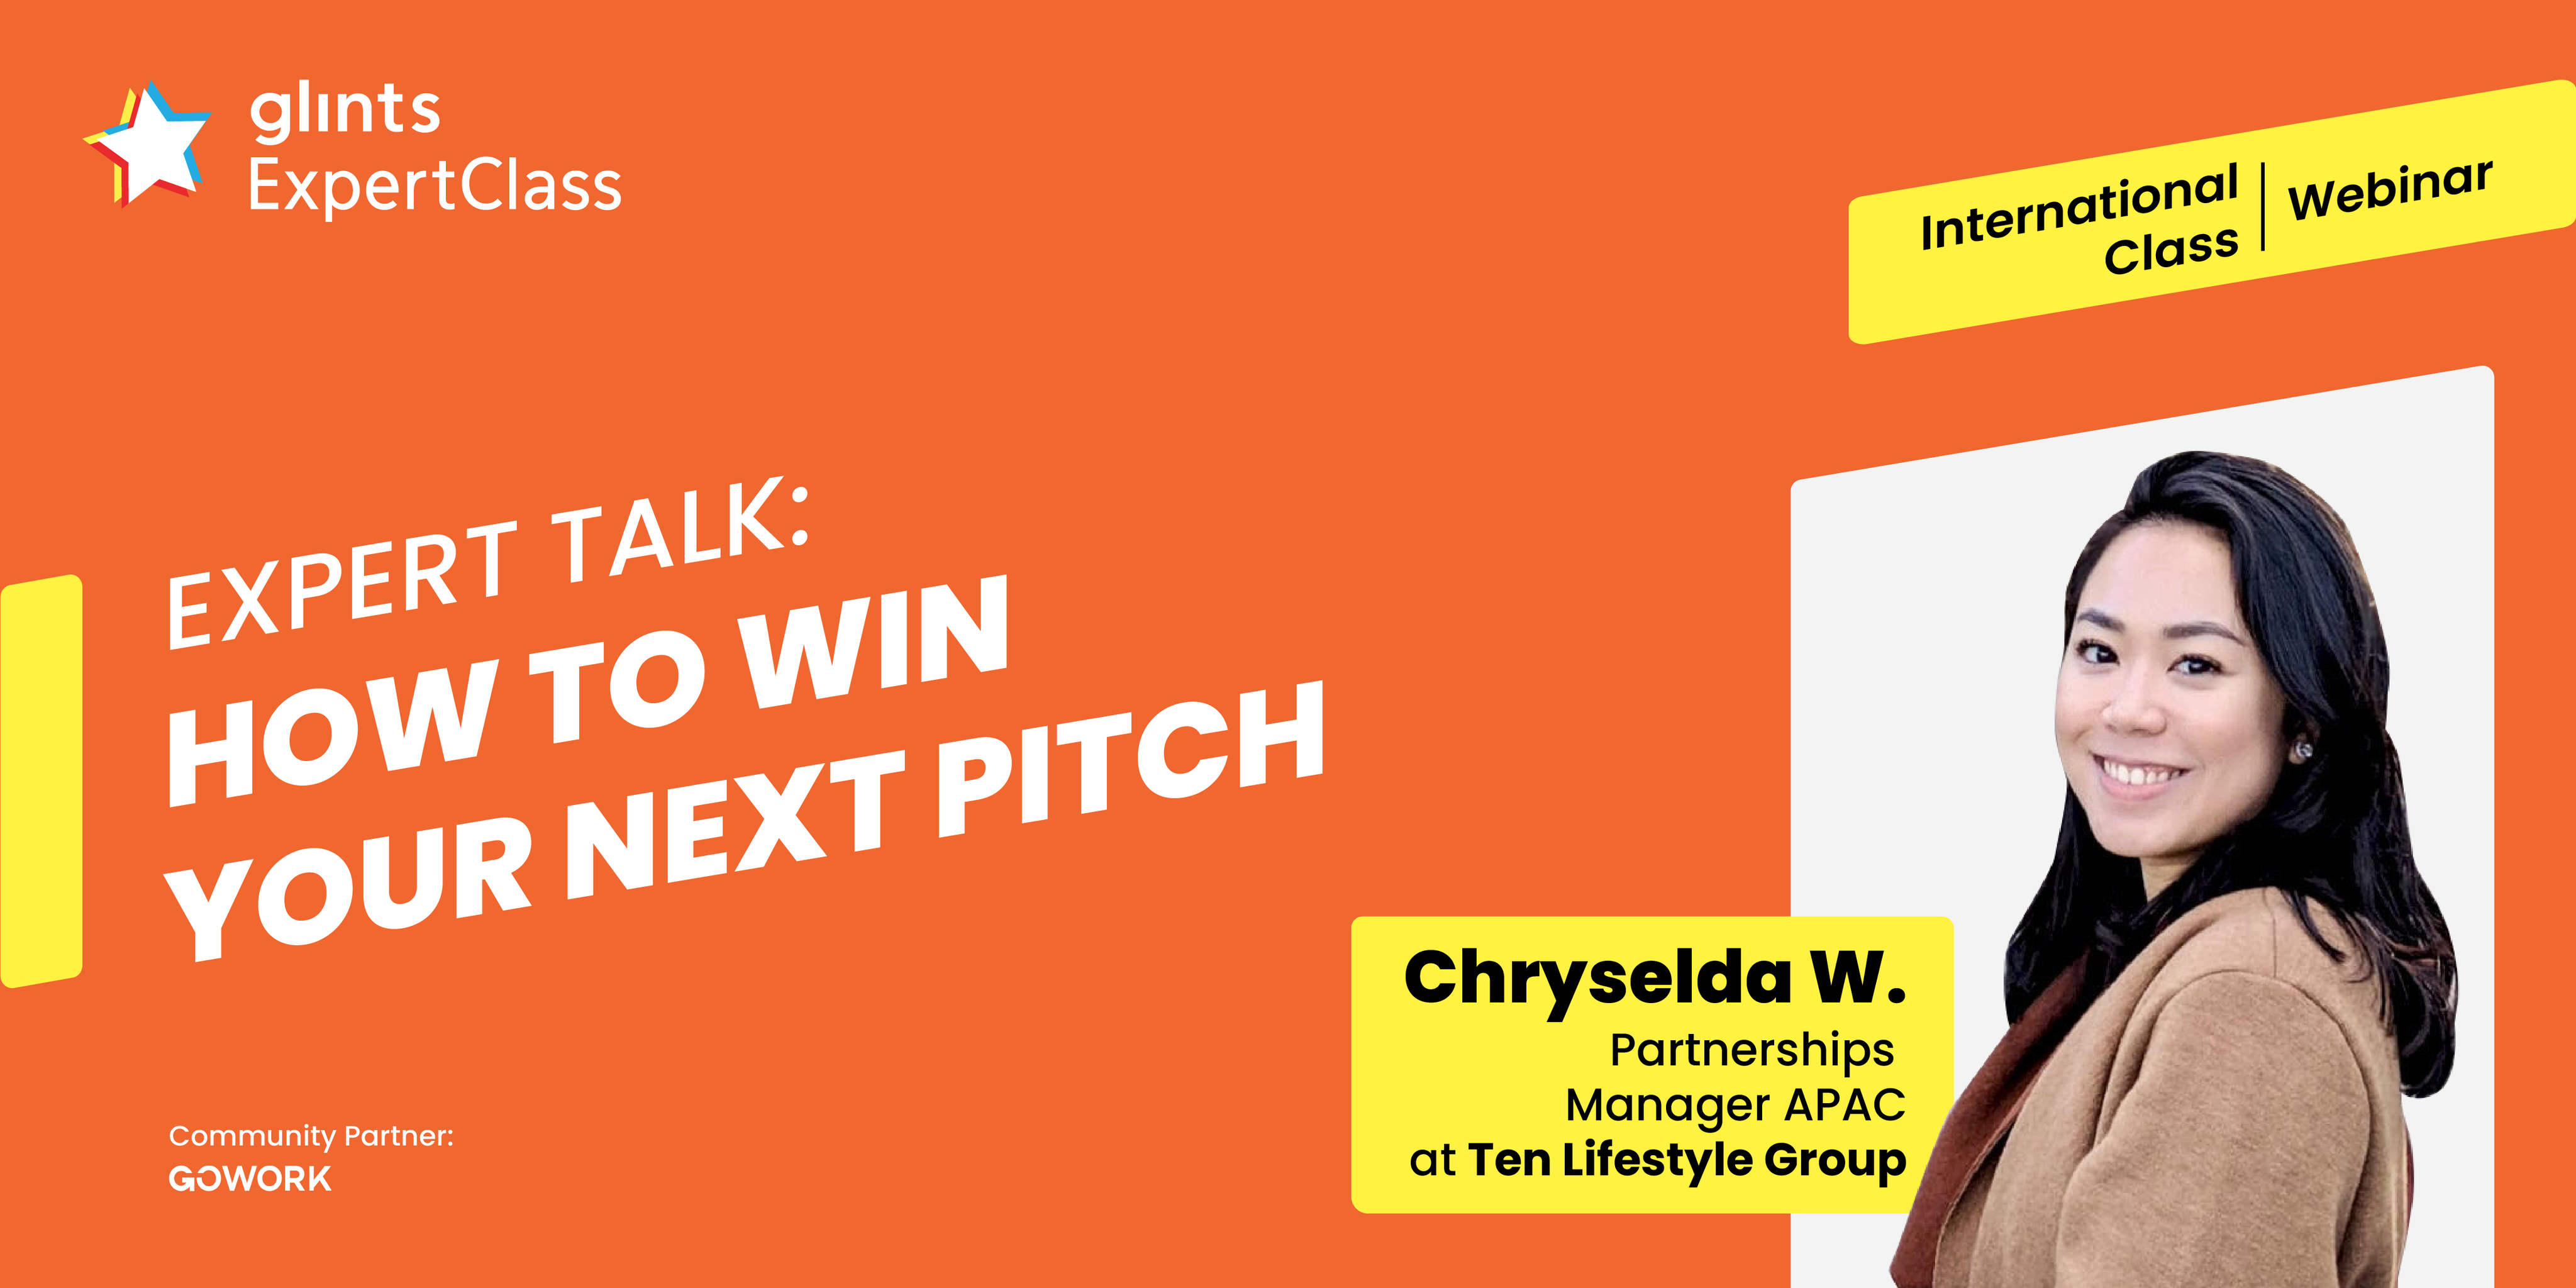 glints
ExpertClass
International
Class
Webinar
EXPERT TALK:
HOW TO WIN
YOUR NEXT PITCH
Chryselda W.
Partnerships
Manager APAC
at Ten Lifestyle Group
Community Partner:
GOWORK